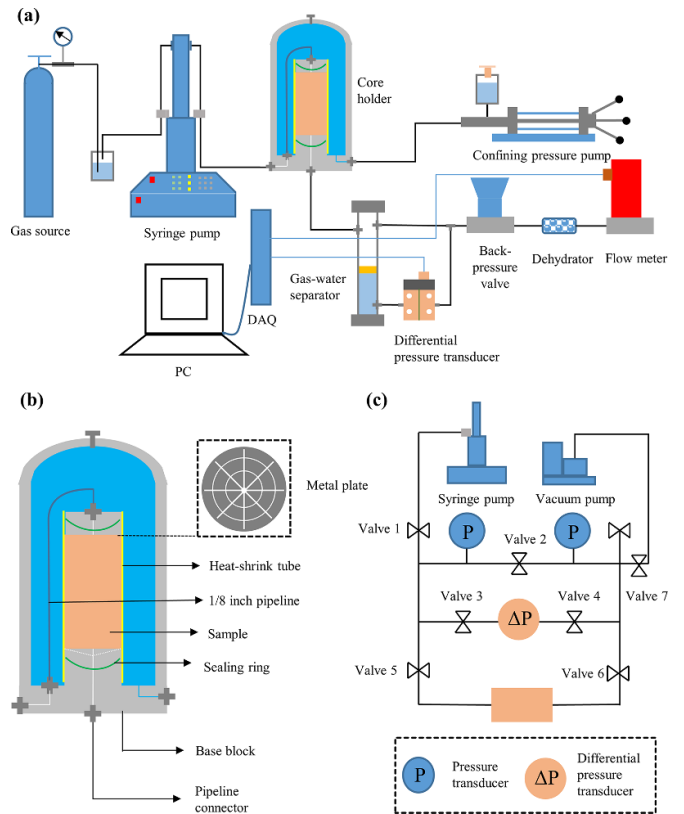 (a)
Core
holder
Confining pressure pump
Gas source
Syringe pump
Gas-water
separator
Back-
pressure
valve
Dehydrator
Flow meter
DAQ
Differential
pressure transducer
PC
(b)
(c)
Metal plate
Heat-shrink tube
1/8 inch pipeline
Sample
Sealing ring
Base block
Pipeline
connector
Syringe pump
Vacuum pump
Valve 1
P
Valve 2
P
Valve 3
Valve 4
Valve 7
ΔP
Valve 5
Valve 6
P
Pressure
transducer
ΔP
Differential
pressure
transducer